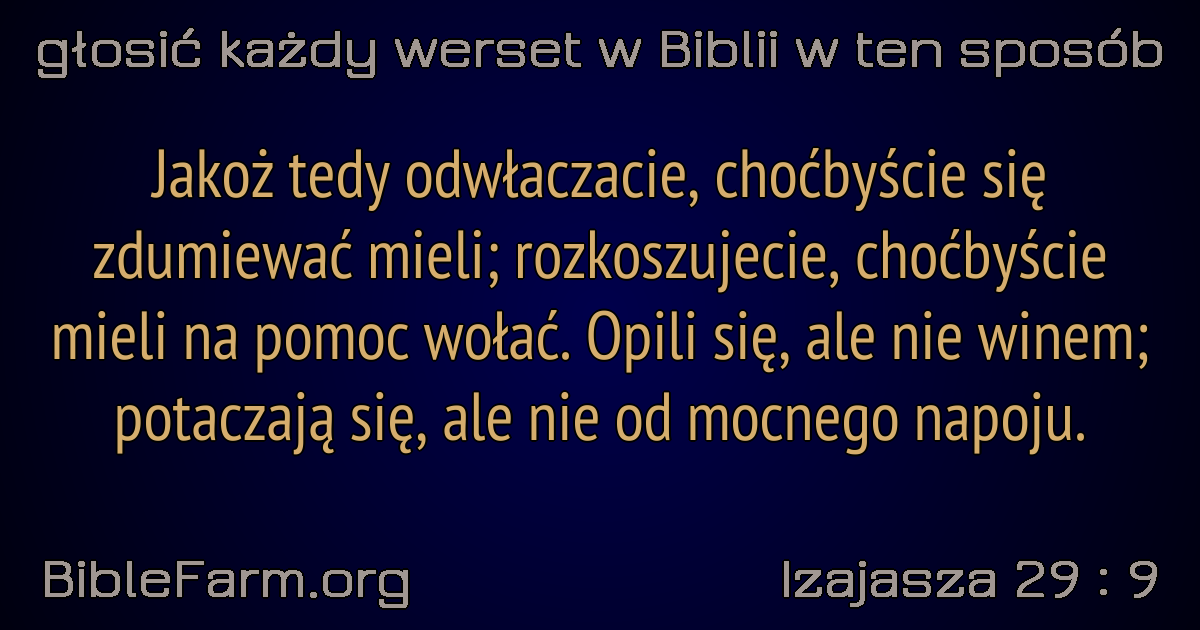 głosić każdy werset w Biblii w ten sposób
Jakoż tedy odwłaczacie, choćbyście się
zdumiewać mieli; rozkoszujecie, choćbyście
mieli na pomoc wołać. Opili się, ale nie winem;
potaczają się, ale nie od mocnego napoju.
BibleFarm.org
Izajasza 29 : 9